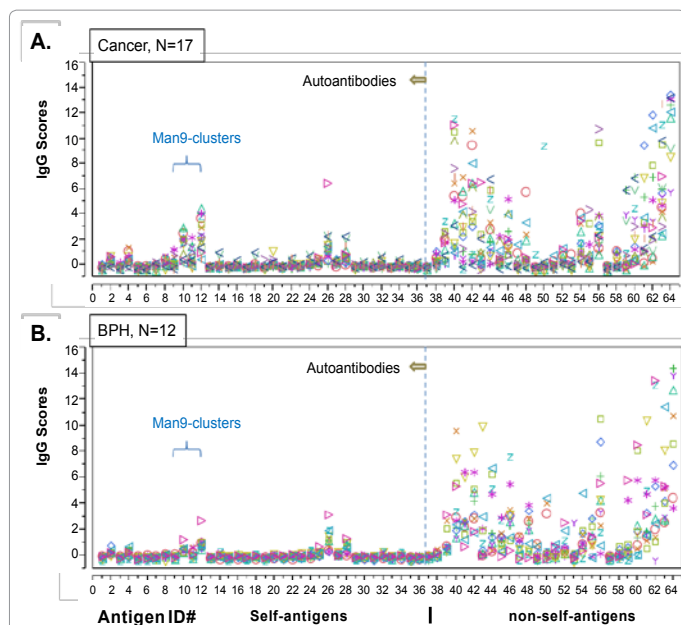 A.
Cancer, N=17
16
14
12
10
8
6
4
2
0
IgG Scores
Autoantibodies
Man9-clusters
0 2 4 6 8 10 12 14 16 18 20 22 24 26 28 30 32 34 36 38 40 42 44 46 48 50 52 54 56 58 60 62 64
B.
BPH, N=12
16
14
12
10
8
6
4
2
0
IgG Scores
Autoantibodies
Man9-clusters
0 2 4 6 8 10 12 14 16 18 20 22 24 26 28 30 32 34 36 38 40 42 44 46 48 50 52 54 56 58 60 62 64
Antigen ID# Self-antigens | non-self-antigens